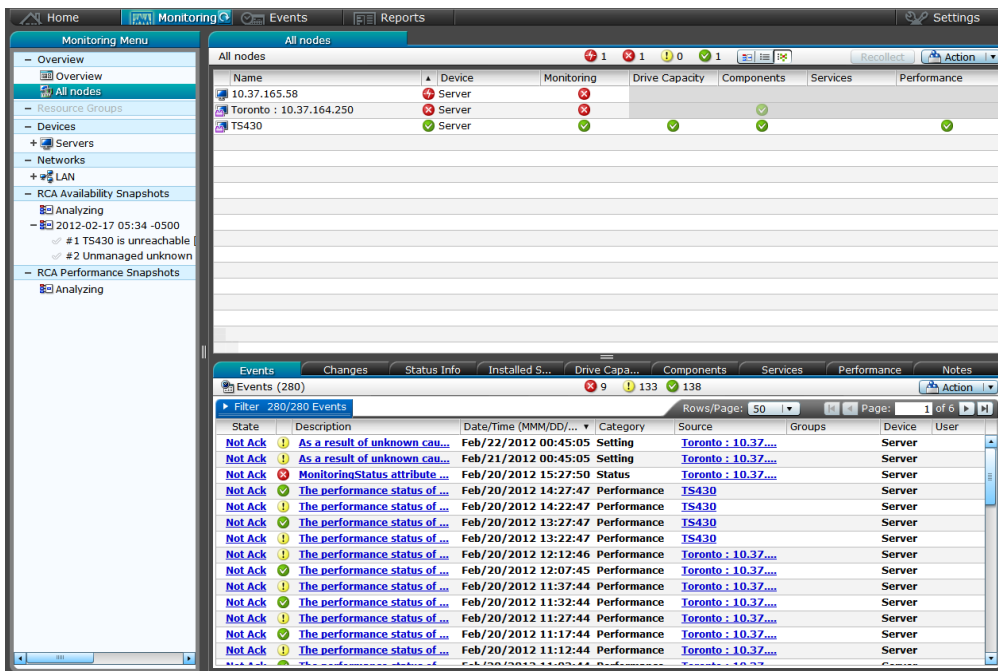 Home Monitoring Events Reports Settings
Monitoring Menu
− Overview
Overview
All nodes
− Resource Groups
− Devices
+ Servers
− Networks
+ LAN
− RCA Availability Snapshots
Analyzing
− 2012-02-17 05:34 -0500
#1 TS430 is unreachable [
#2 Unmanaged unknown
− RCA Performance Snapshots
Analyzing
All nodes
All nodes 1 1 0 1 Recollect Action
Name Device Monitoring Drive Capacity Components Services Performance
10.37.165.58 Server
Toronto : 10.37.164.250 Server
TS430 Server
Events Changes Status Info Installed S... Drive Capa... Components Services Performance Notes
Events (280) 9 133 138 Action
Filter 280/280 Events Rows/Page: 50 Page: 1 of 6
State Description Date/Time (MMM/DD/... Category Source Groups Device User
Not Ack As a result of unknown cau... Feb/22/2012 00:45:05 Setting Toronto : 10.37.... Server
Not Ack As a result of unknown cau... Feb/21/2012 00:45:05 Setting Toronto : 10.37.... Server
Not Ack MonitoringStatus attribute ... Feb/20/2012 15:27:50 Status Toronto : 10.37.... Server
Not Ack The performance status of ... Feb/20/2012 14:27:47 Performance TS430 Server
Not Ack The performance status of ... Feb/20/2012 14:22:47 Performance TS430 Server
Not Ack The performance status of ... Feb/20/2012 13:27:47 Performance TS430 Server
Not Ack The performance status of ... Feb/20/2012 13:22:47 Performance TS430 Server
Not Ack The performance status of ... Feb/20/2012 12:12:46 Performance Toronto : 10.37.... Server
Not Ack The performance status of ... Feb/20/2012 12:07:45 Performance Toronto : 10.37.... Server
Not Ack The performance status of ... Feb/20/2012 11:37:44 Performance Toronto : 10.37.... Server
Not Ack The performance status of ... Feb/20/2012 11:32:44 Performance Toronto : 10.37.... Server
Not Ack The performance status of ... Feb/20/2012 11:27:44 Performance Toronto : 10.37.... Server
Not Ack The performance status of ... Feb/20/2012 11:17:44 Performance Toronto : 10.37.... Server
Not Ack The performance status of ... Feb/20/2012 11:12:44 Performance Toronto : 10.37.... Server